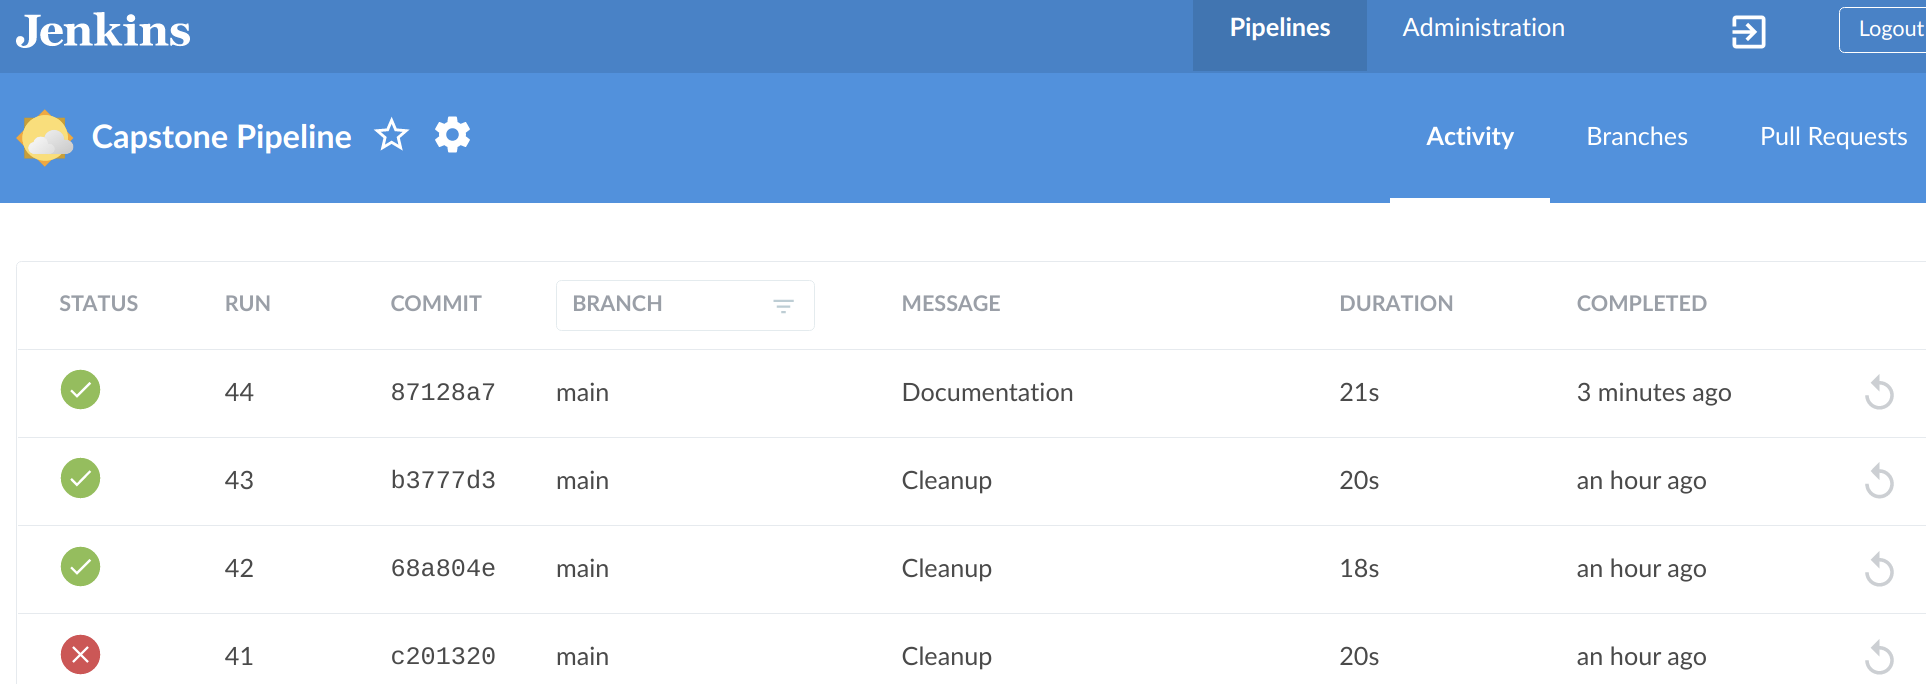 Jenkins Pipelines Administration Logout
Capstone Pipeline Activity Branches Pull Requests
STATUS RUN COMMIT BRANCH MESSAGE DURATION COMPLETED
44 87128a7 main Documentation 21s 3 minutes ago
43 b3777d3 main Cleanup 20s an hour ago
42 68a804e main Cleanup 18s an hour ago
41 c201320 main Cleanup 20s an hour ago